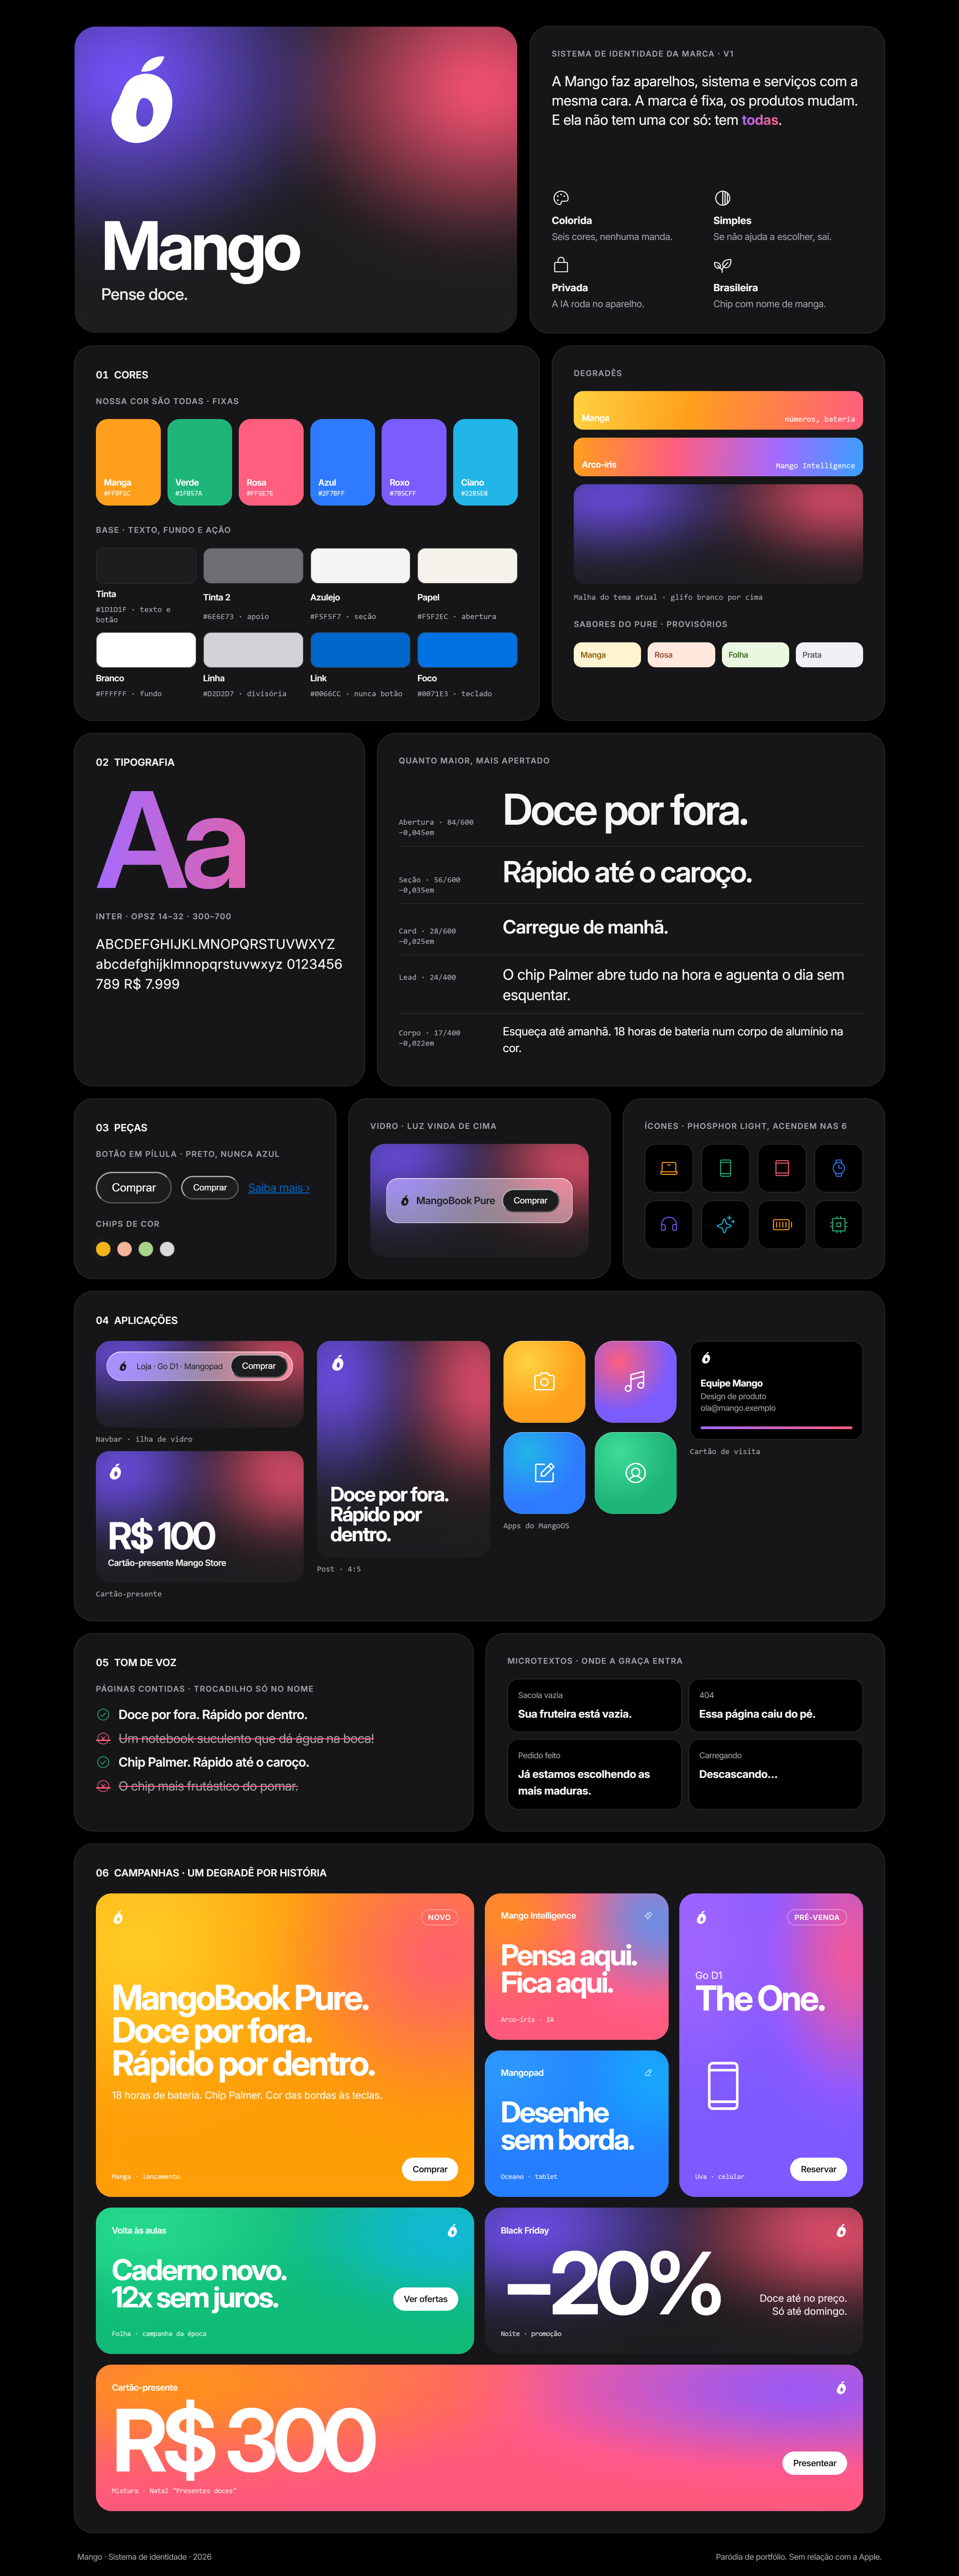 Mango
Pense doce.
SISTEMA DE IDENTIDADE DA MARCA · V1
A Mango faz aparelhos, sistema e serviços com a
mesma cara. A marca é fixa, os produtos mudam.
E ela não tem uma cor só: tem todas.
Colorida
Seis cores, nenhuma manda.
Simples
Se não ajuda a escolher, sai.
Privada
A IA roda no aparelho.
Brasileira
Chip com nome de manga.
01 CORES
NOSSA COR SÃO TODAS · FIXAS
Manga
#FF9F1C
Verde
#1FB57A
Rosa
#FF5E7E
Azul
#2F7BFF
Roxo
#7B5CFF
Ciano
#22B5E8
BASE · TEXTO, FUNDO E AÇÃO
Tinta
#1D1D1F · texto e
botão
Tinta 2
#6E6E73 · apoio
Azulejo
#F5F5F7 · seção
Papel
#F5F2EC · abertura
Branco
#FFFFFF · fundo
Linha
#D2D2D7 · divisória
Link
#0066CC · nunca botão
Foco
#0071E3 · teclado
DEGRADÊS
Manga
números, bateria
Arco-íris
Mango Intelligence
Malha do tema atual · glifo branco por cima
SABORES DO PURE · PROVISÓRIOS
Manga
Rosa
Folha
Prata
02 TIPOGRAFIA
Aa
INTER · OPSZ 14–32 · 300–700
ABCDEFGHIJKLMNOPQRSTUVWXYZ
abcdefghijklmnopqrstuvwxyz 0123456
789 R$ 7.999
QUANTO MAIOR, MAIS APERTADO
Abertura · 84/600
−0,045em
Doce por fora.
Seção · 56/600
−0,035em
Rápido até o caroço.
Card · 28/600
−0,025em
Carregue de manhã.
Lead · 24/400
O chip Palmer abre tudo na hora e aguenta o dia sem
esquentar.
Corpo · 17/400
−0,022em
Esqueça até amanhã. 18 horas de bateria num corpo de alumínio na
cor.
03 PEÇAS
BOTÃO EM PÍLULA · PRETO, NUNCA AZUL
Comprar
Comprar
Saiba mais ›
CHIPS DE COR
VIDRO · LUZ VINDA DE CIMA
MangoBook Pure
Comprar
ÍCONES · PHOSPHOR LIGHT, ACENDEM NAS 6
04 APLICAÇÕES
Loja · Go D1 · Mangopad
Comprar
Navbar · ilha de vidro
R$ 100
Cartão-presente Mango Store
Cartão-presente
Doce por fora.
Rápido por
dentro.
Post · 4:5
Apps do MangoOS
Equipe Mango
Design de produto
ola@mango.exemplo
Cartão de visita
05 TOM DE VOZ
PÁGINAS CONTIDAS · TROCADILHO SÓ NO NOME
Doce por fora. Rápido por dentro.
Um notebook suculento que dá água na boca!
Chip Palmer. Rápido até o caroço.
O chip mais frutástico do pomar.
MICROTEXTOS · ONDE A GRAÇA ENTRA
Sacola vazia
Sua fruteira está vazia.
404
Essa página caiu do pé.
Pedido feito
Já estamos escolhendo as
mais maduras.
Carregando
Descascando…
06 CAMPANHAS · UM DEGRADÊ POR HISTÓRIA
NOVO
MangoBook Pure.
Doce por fora.
Rápido por dentro.
18 horas de bateria. Chip Palmer. Cor das bordas às teclas.
Manga · lançamento
Comprar
Mango Intelligence
Pensa aqui.
Fica aqui.
Arco-íris · IA
Mangopad
Desenhe
sem borda.
Oceano · tablet
PRÉ-VENDA
Go D1
The One.
Uva · celular
Reservar
Volta às aulas
Caderno novo.
12x sem juros.
Folha · campanha da época
Ver ofertas
Black Friday
−20%
Doce até no preço.
Só até domingo.
Noite · promoção
Cartão-presente
R$ 300
Mistura · Natal "Presentes doces"
Presentear
Mango · Sistema de identidade · 2026
Paródia de portfólio. Sem relação com a Apple.